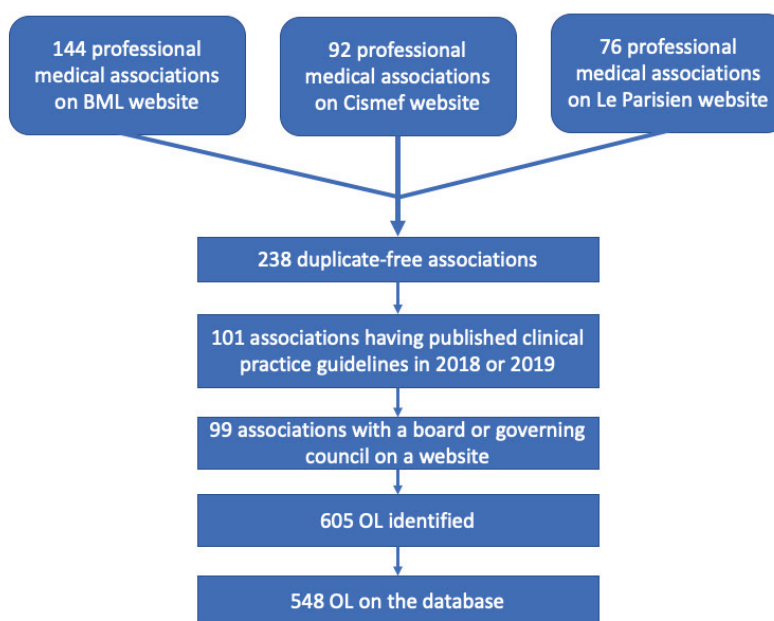 144 professional
medical associations
on BML website
92 professional
medical associations
on Cismef website
76 professional
medical associations
on Le Parisien website
238 duplicate-free associations
101 associations having published clinical
practice guidelines in 2018 or 2019
99 associations with a board or governing
council on a website
605 OL identified
548 OL on the database